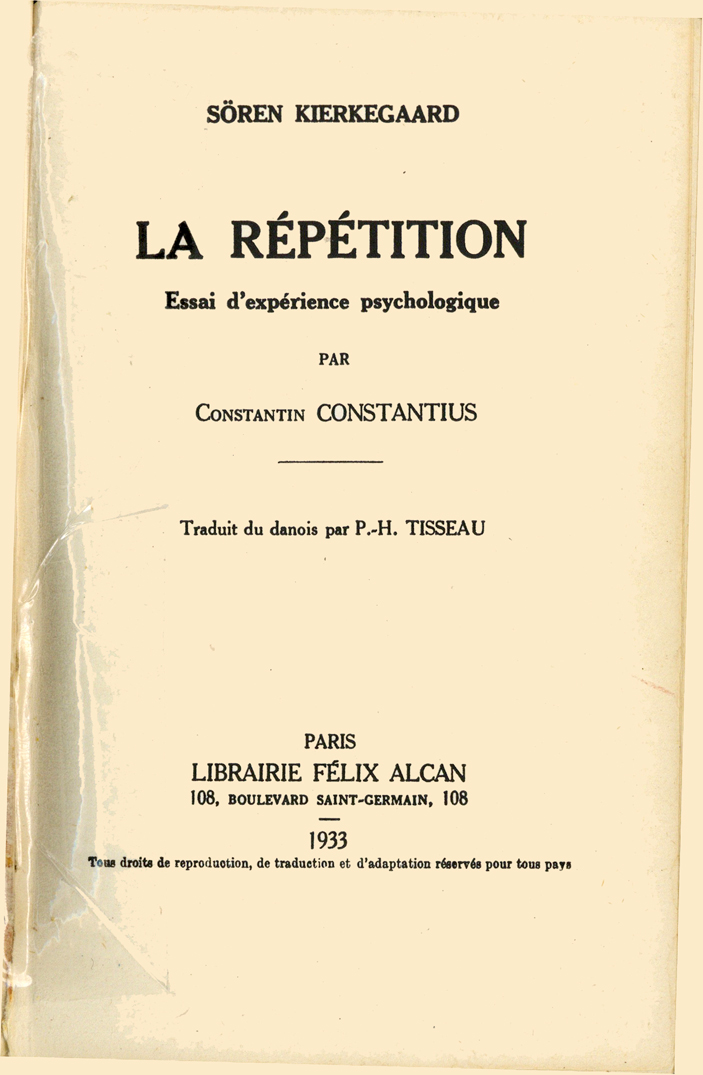 SÖREN KIERKEGAARD
LA RÉPÉTITION
Essai d'expérience psychologique
PAR
CONSTANTIN CONSTANTIUS
Traduit du danois par P.-H. TISSEAU
PARIS
LIBRAIRIE FÉLIX ALCAN
108, BOULEVARD SAINT-GERMAIN, 108
1933
Tous droits de reproduction, de traduction et d'adaptation réservés pour tous pays